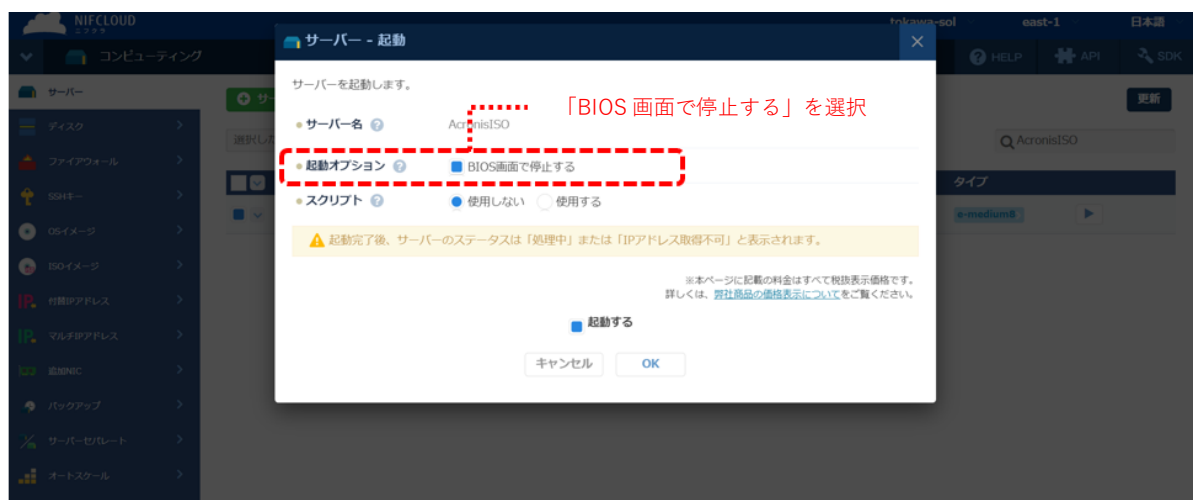 NIFCLOUD
ニフクラ
tokawa-sol
east-1
日本語
コンピューティング
HELP
API
SDK
サーバー - 起動
サーバーを起動します。
「BIOS 画面で停止する」を選択
サーバー名
AcronisISO
起動オプション
BIOS画面で停止する
スクリプト
使用しない
使用する
起動完了後、サーバーのステータスは「処理中」または「IPアドレス取得不可」と表示されます。
※本ページに記載の料金はすべて税抜表示価格です。
詳しくは、弊社商品の価格表示についてをご覧ください。
起動する
キャンセル
OK
サーバー
ディスク
ファイアウォール
SSHキー
OSイメージ
ISOイメージ
付替IPアドレス
マルチIPアドレス
追加NIC
バックアップ
サーバーセパレート
オートスケール
サー
選択した
更新
AcronisISO
タイプ
e-medium8